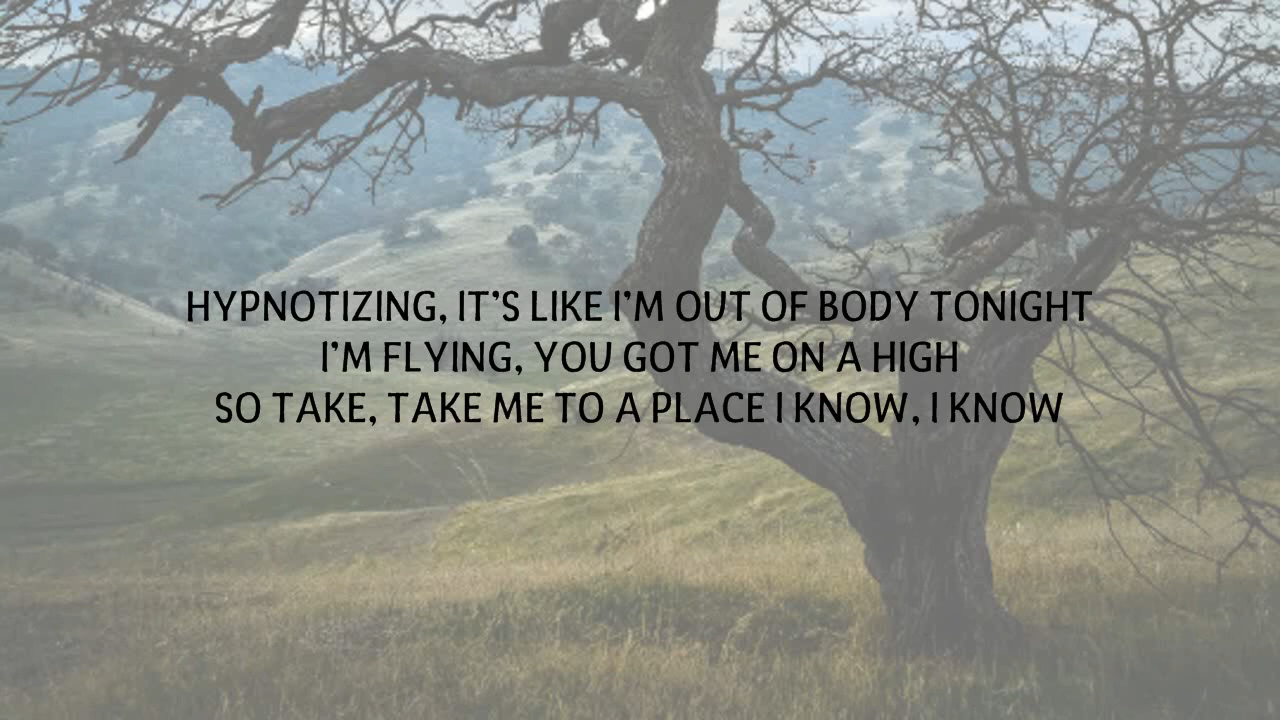 HYPNOTIZING, IT’S LIKE I’M OUT OF BODY TONIGHT
I’M FLYING, YOU GOT ME ON A HIGH
SO TAKE, TAKE ME TO A PLACE I KNOW, I KNOW